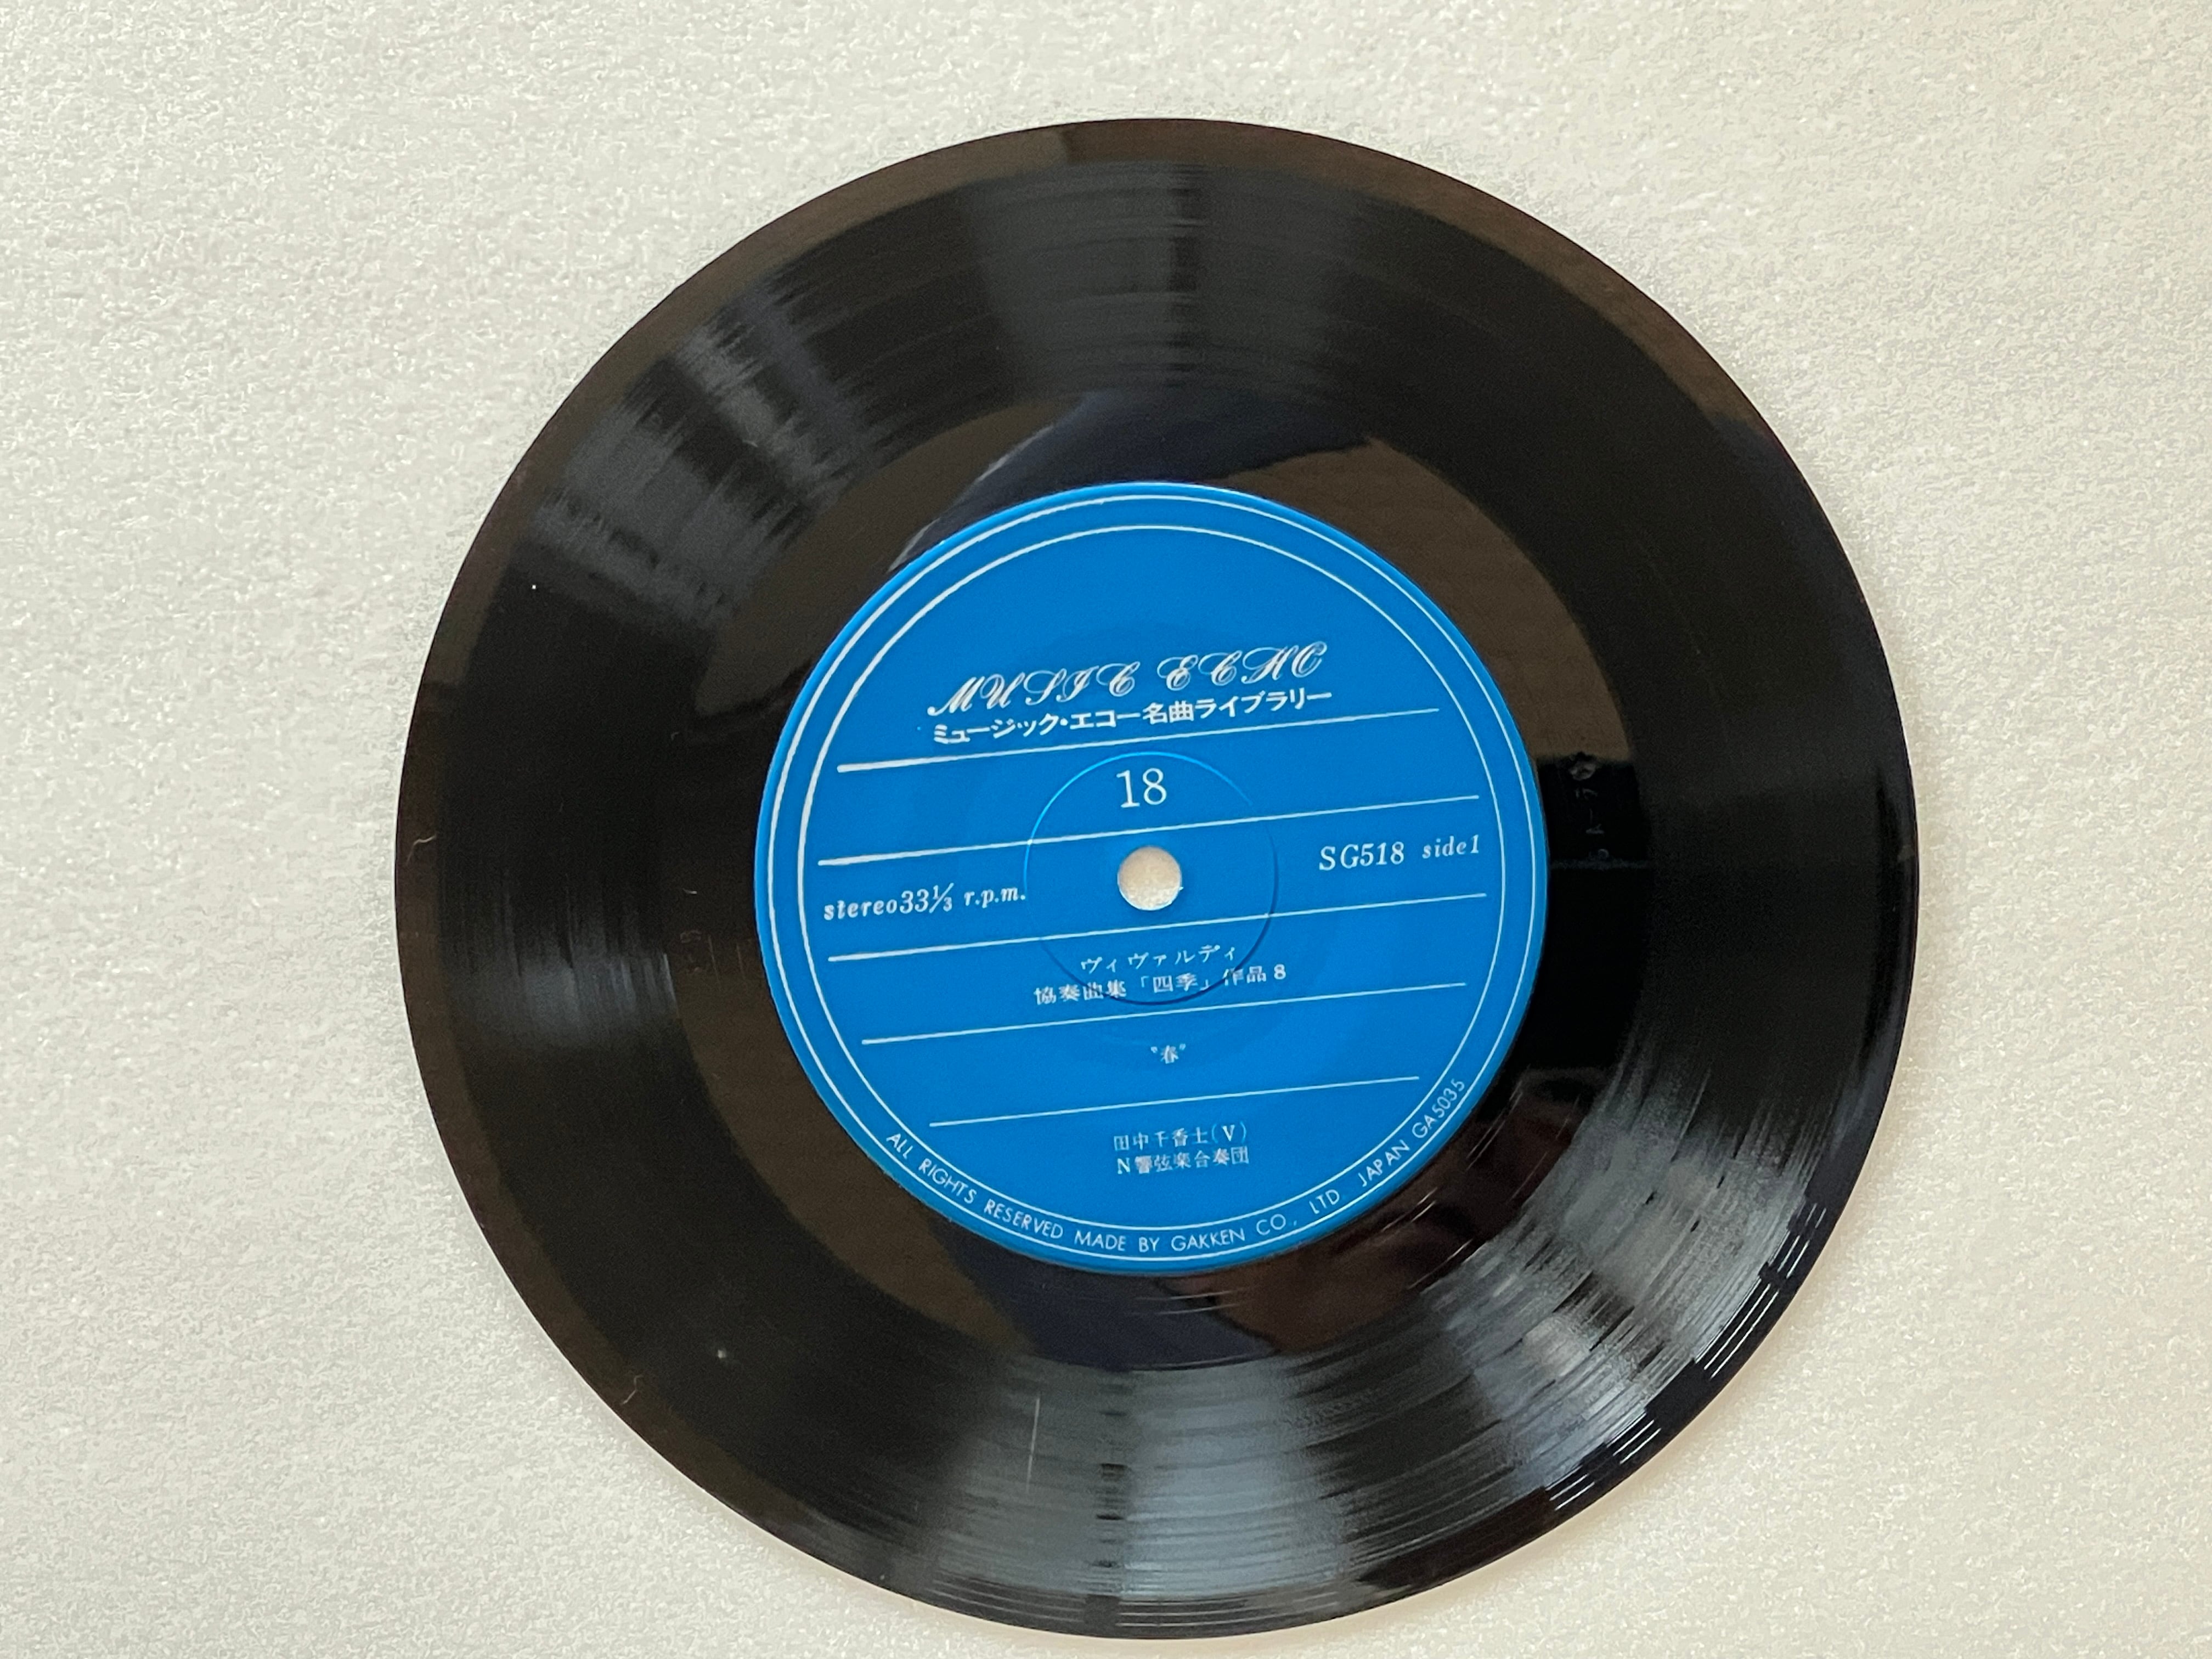 MUSIC ECHO
ミュージック・エコー名曲ライブラリー
18
stereo33⅓ r.p.m.
SG518 side1
ヴィヴァルディ
協奏曲集「四季」作品8
"春"
田中千香士(V)
N響弦楽合奏団
ALL RIGHTS RESERVED MADE BY GAKKEN CO., LTD JAPAN GA5035